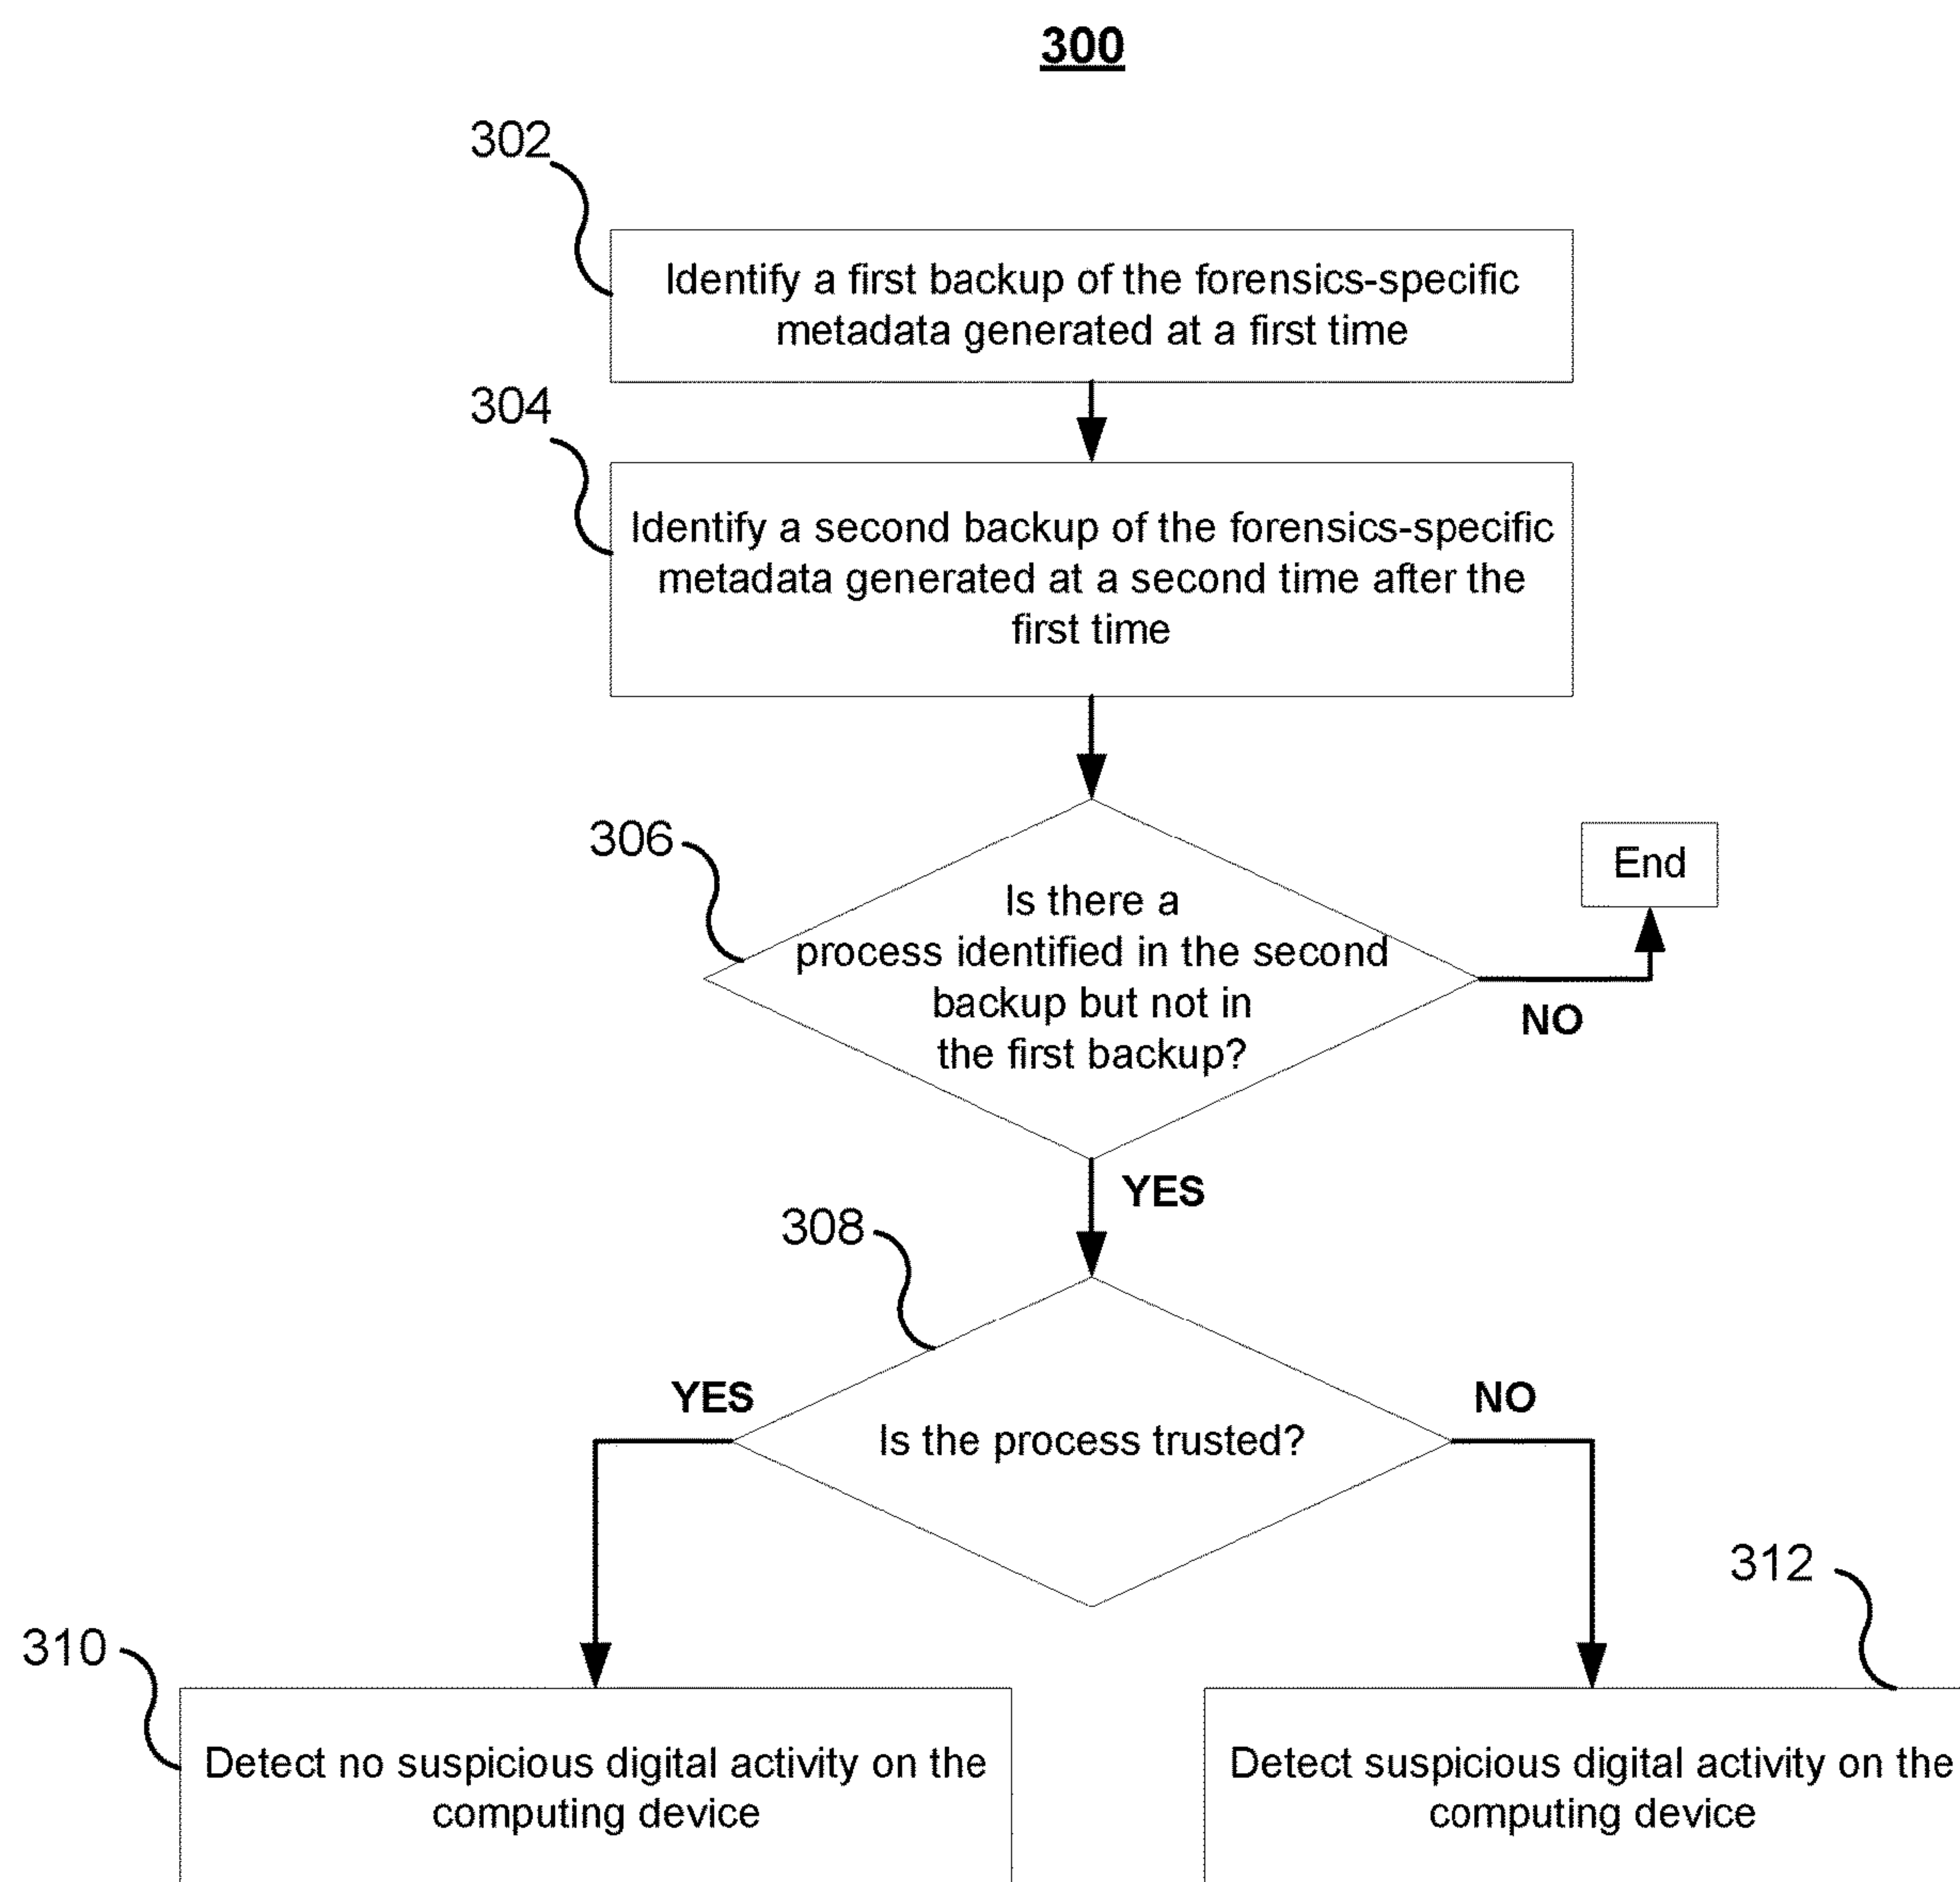 300
302
Identify a first backup of the forensics-specific
metadata generated at a first time
304
Identify a second backup of the forensics-specific
metadata generated at a second time after the
first time
306
Is there a
process identified in the second
backup but not in
the first backup?
End
NO
YES
308
Is the process trusted?
YES
NO
310
Detect no suspicious digital activity on the
computing device
312
Detect suspicious digital activity on the
computing device